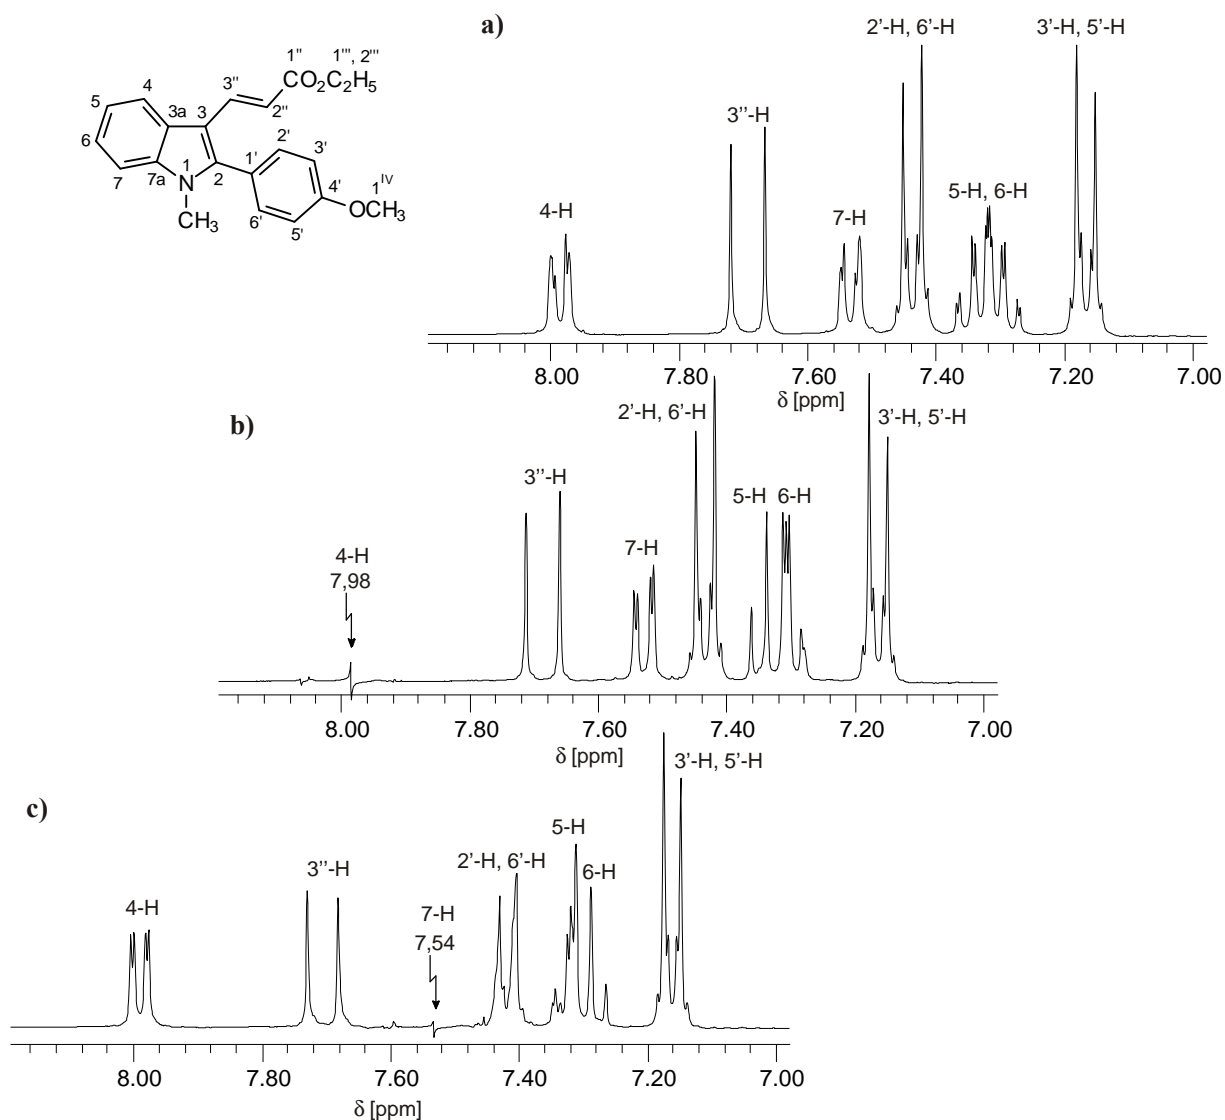 a)
2'-H, 6'-H
3'-H, 5'-H
3''-H
4-H
7-H
5-H, 6-H
8.00 7.80 7.60 7.40 7.20 7.00
δ [ppm]
1'' 1''', 2'''
CO2C2H5
3''
2''
4
5
3a
3
6
7
7a
1
N
2
CH3
1'
2'
3'
4'
5'
6'
1IV
OCH3
b)
2'-H, 6'-H
3'-H, 5'-H
3''-H
5-H 6-H
7-H
4-H
7,98
8.00 7.80 7.60 7.40 7.20 7.00
δ [ppm]
c)
3'-H, 5'-H
5-H
2'-H, 6'-H
3''-H
6-H
4-H
7-H
7,54
8.00 7.80 7.60 7.40 7.20 7.00
δ [ppm]